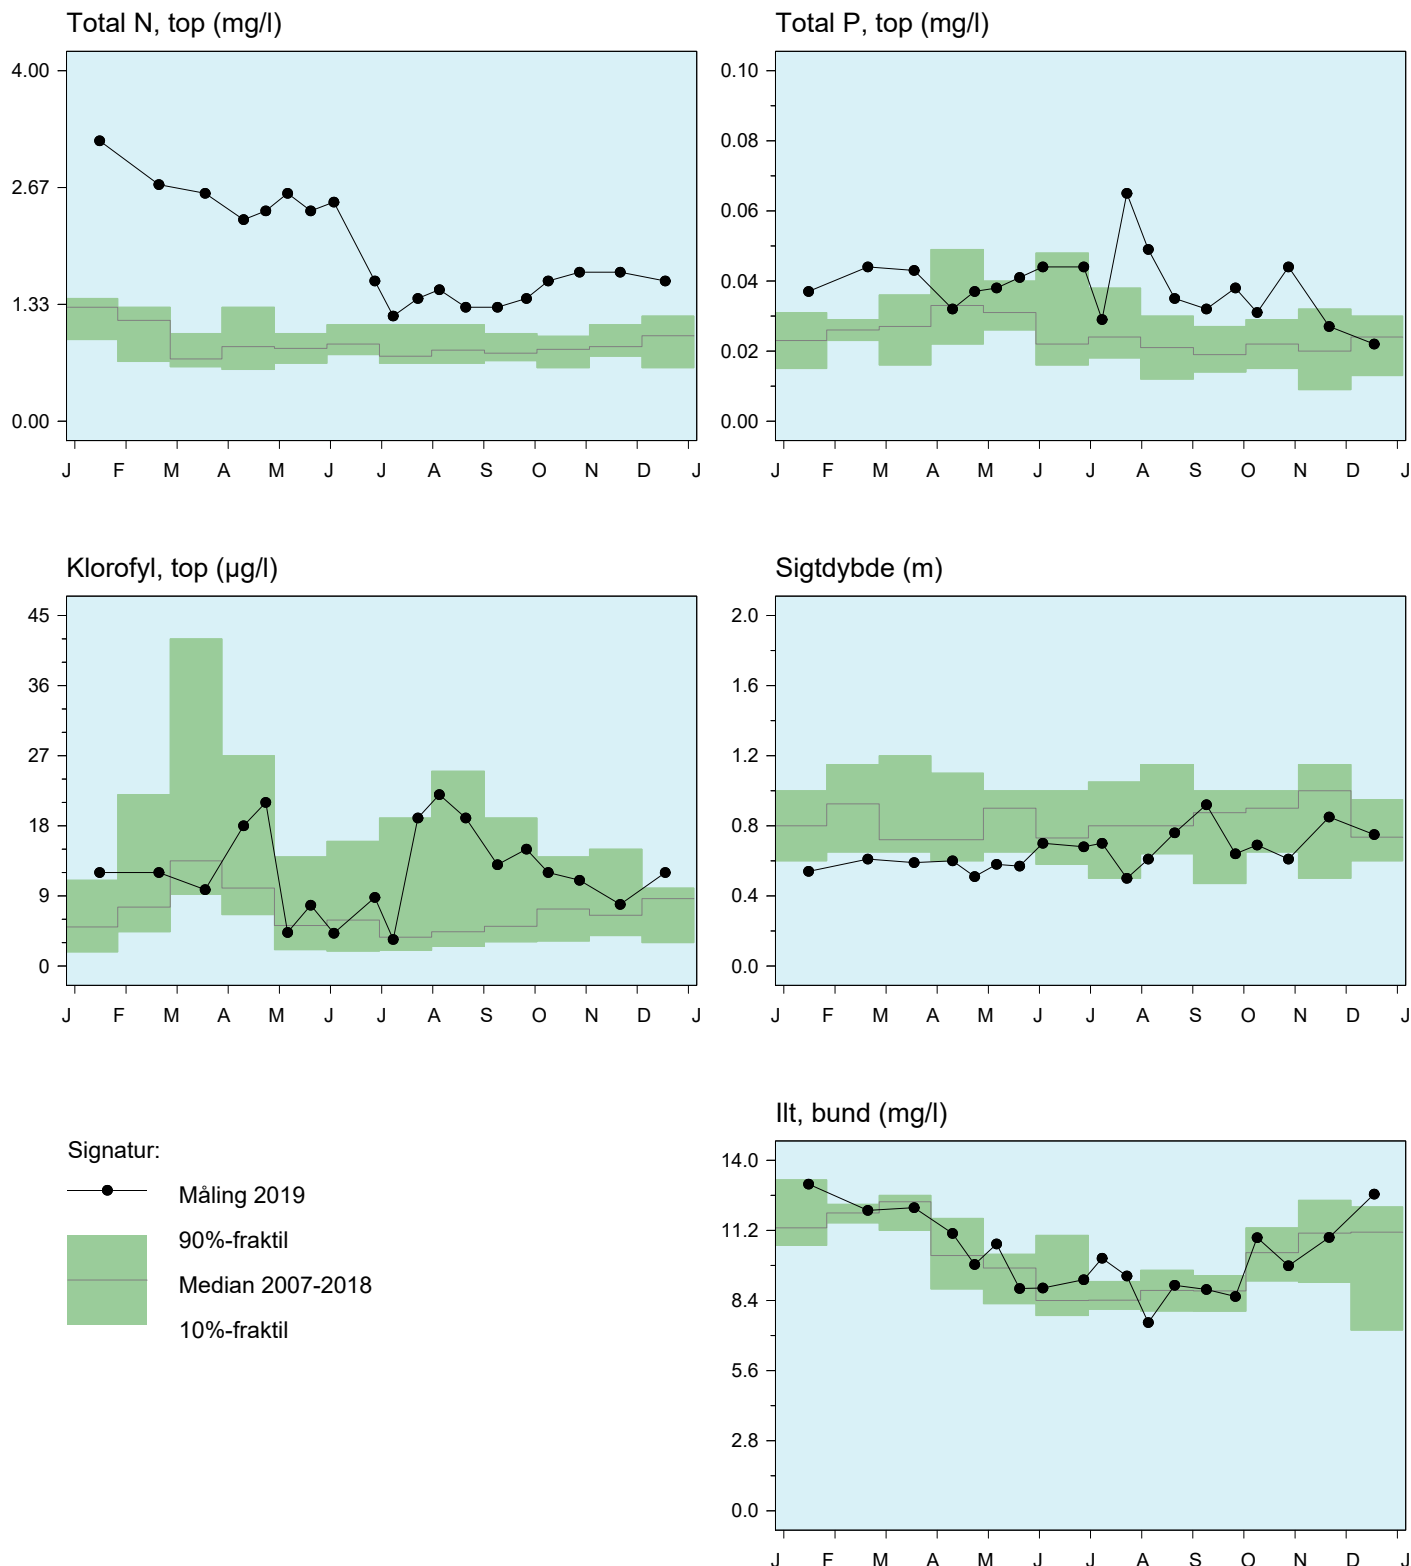 Total N, top (mg/l)
4.00
2.67
1.33
0.00
J F M A M J J A S O N D J
Total P, top (mg/l)
0.10
0.08
0.06
0.04
0.02
0.00
J F M A M J J A S O N D J
Klorofyl, top (µg/l)
45
36
27
18
9
0
J F M A M J J A S O N D J
Sigtdybde (m)
2.0
1.6
1.2
0.8
0.4
0.0
J F M A M J J A S O N D J
Signatur:
Måling 2019
90%-fraktil
Median 2007-2018
10%-fraktil
Ilt, bund (mg/l)
14.0
11.2
8.4
5.6
2.8
0.0
J F M A M J J A S O N D J